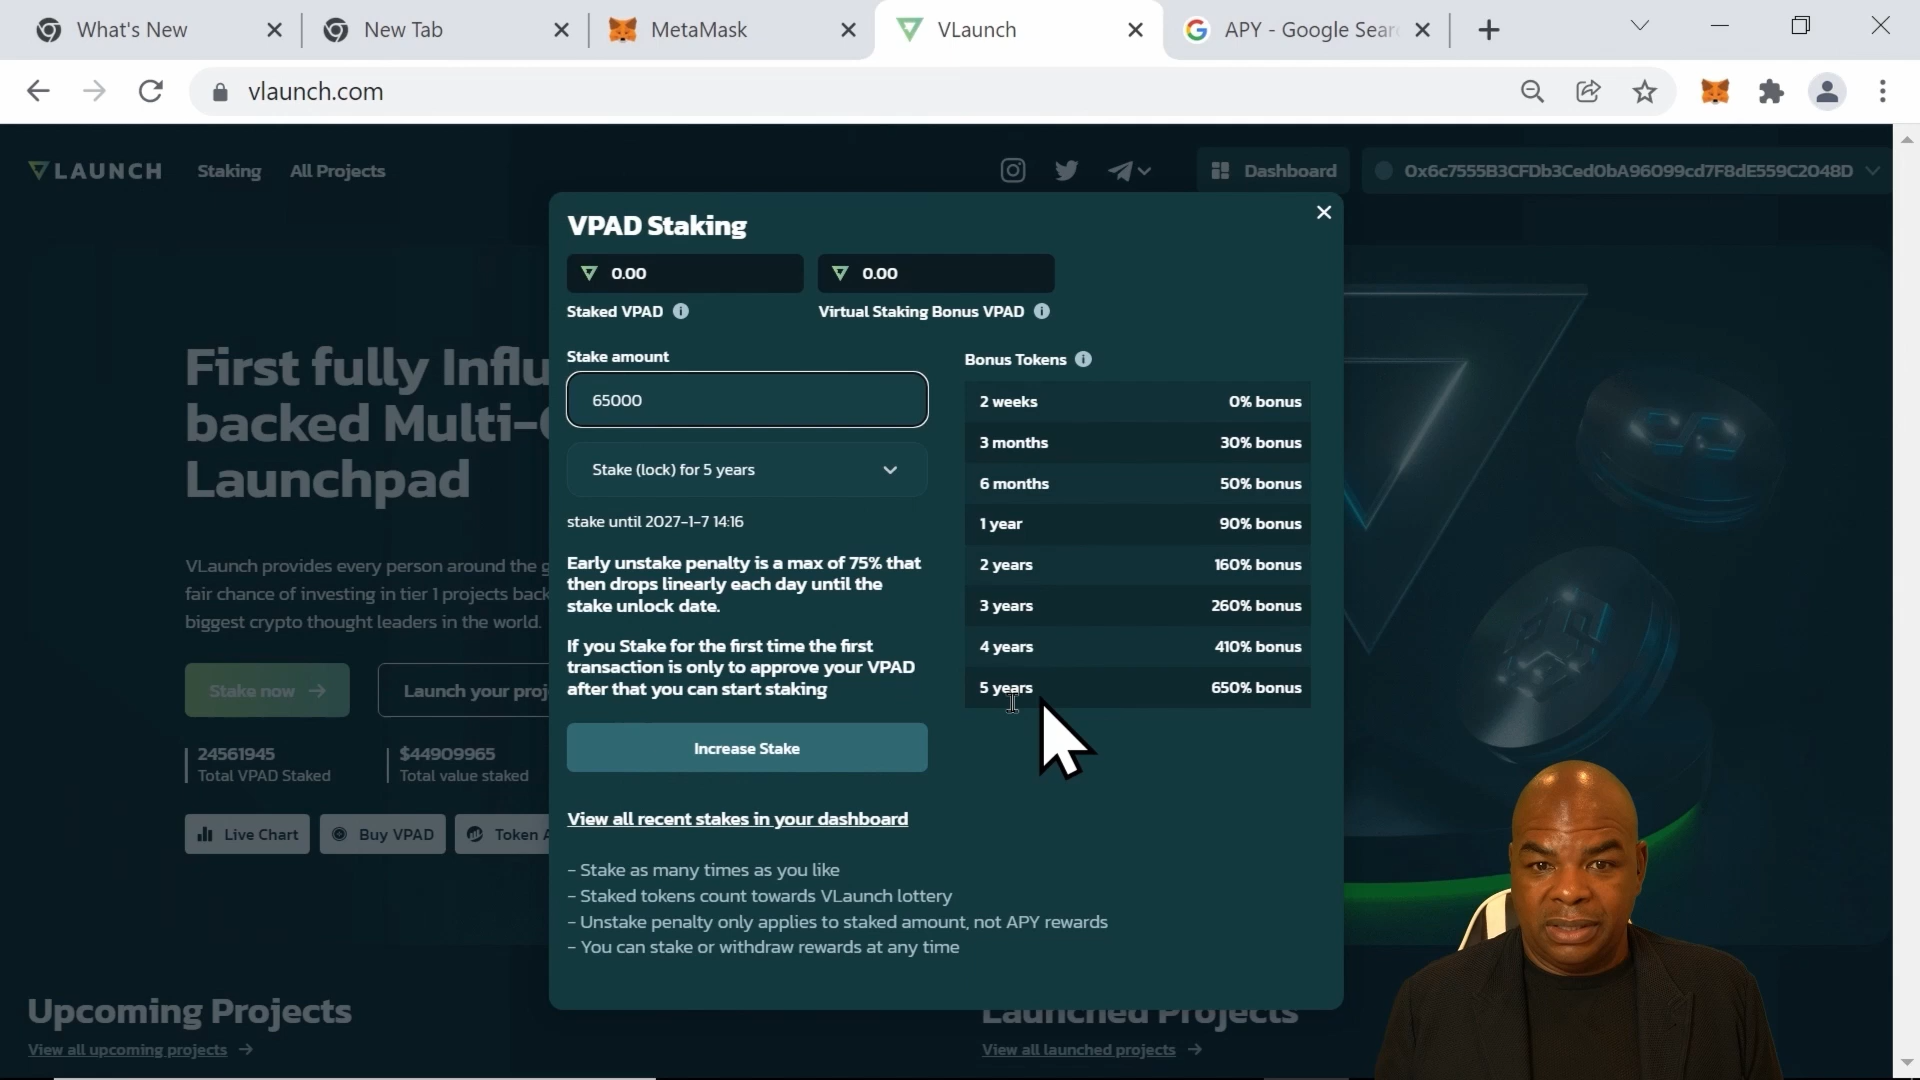 What's New
New Tab
MetaMask
VLaunch
APY - Google Sear
vlaunch.com
LAUNCH
Staking
All Projects
Dashboard
0x6c7555B3CFDb3Ced0bA96099cd7F8dE559C2048D
VPAD Staking
0.00
0.00
Staked VPAD
Virtual Staking Bonus VPAD
Stake amount
65000
Stake (lock) for 5 years
stake until 2027-1-7 14:16
Early unstake penalty is a max of 75% that
then drops linearly each day until the
stake unlock date.
If you Stake for the first time the first
transaction is only to approve your VPAD
after that you can start staking
Increase Stake
Bonus Tokens
2 weeks 0% bonus
3 months 30% bonus
6 months 50% bonus
1 year 90% bonus
2 years 160% bonus
3 years 260% bonus
4 years 410% bonus
5 years 650% bonus
View all recent stakes in your dashboard
- Stake as many times as you like
- Staked tokens count towards VLaunch lottery
- Unstake penalty only applies to staked amount, not APY rewards
- You can stake or withdraw rewards at any time
First fully Influ
backed Multi-
Launchpad
VLaunch provides every person around the g
fair chance of investing in tier 1 projects back
biggest crypto thought leaders in the world.
Stake now
Launch your proj
24561945
Total VPAD Staked
$44909965
Total value staked
Live Chart
Buy VPAD
Token A
Upcoming Projects
View all upcoming projects
Launched Projects
View all launched projects